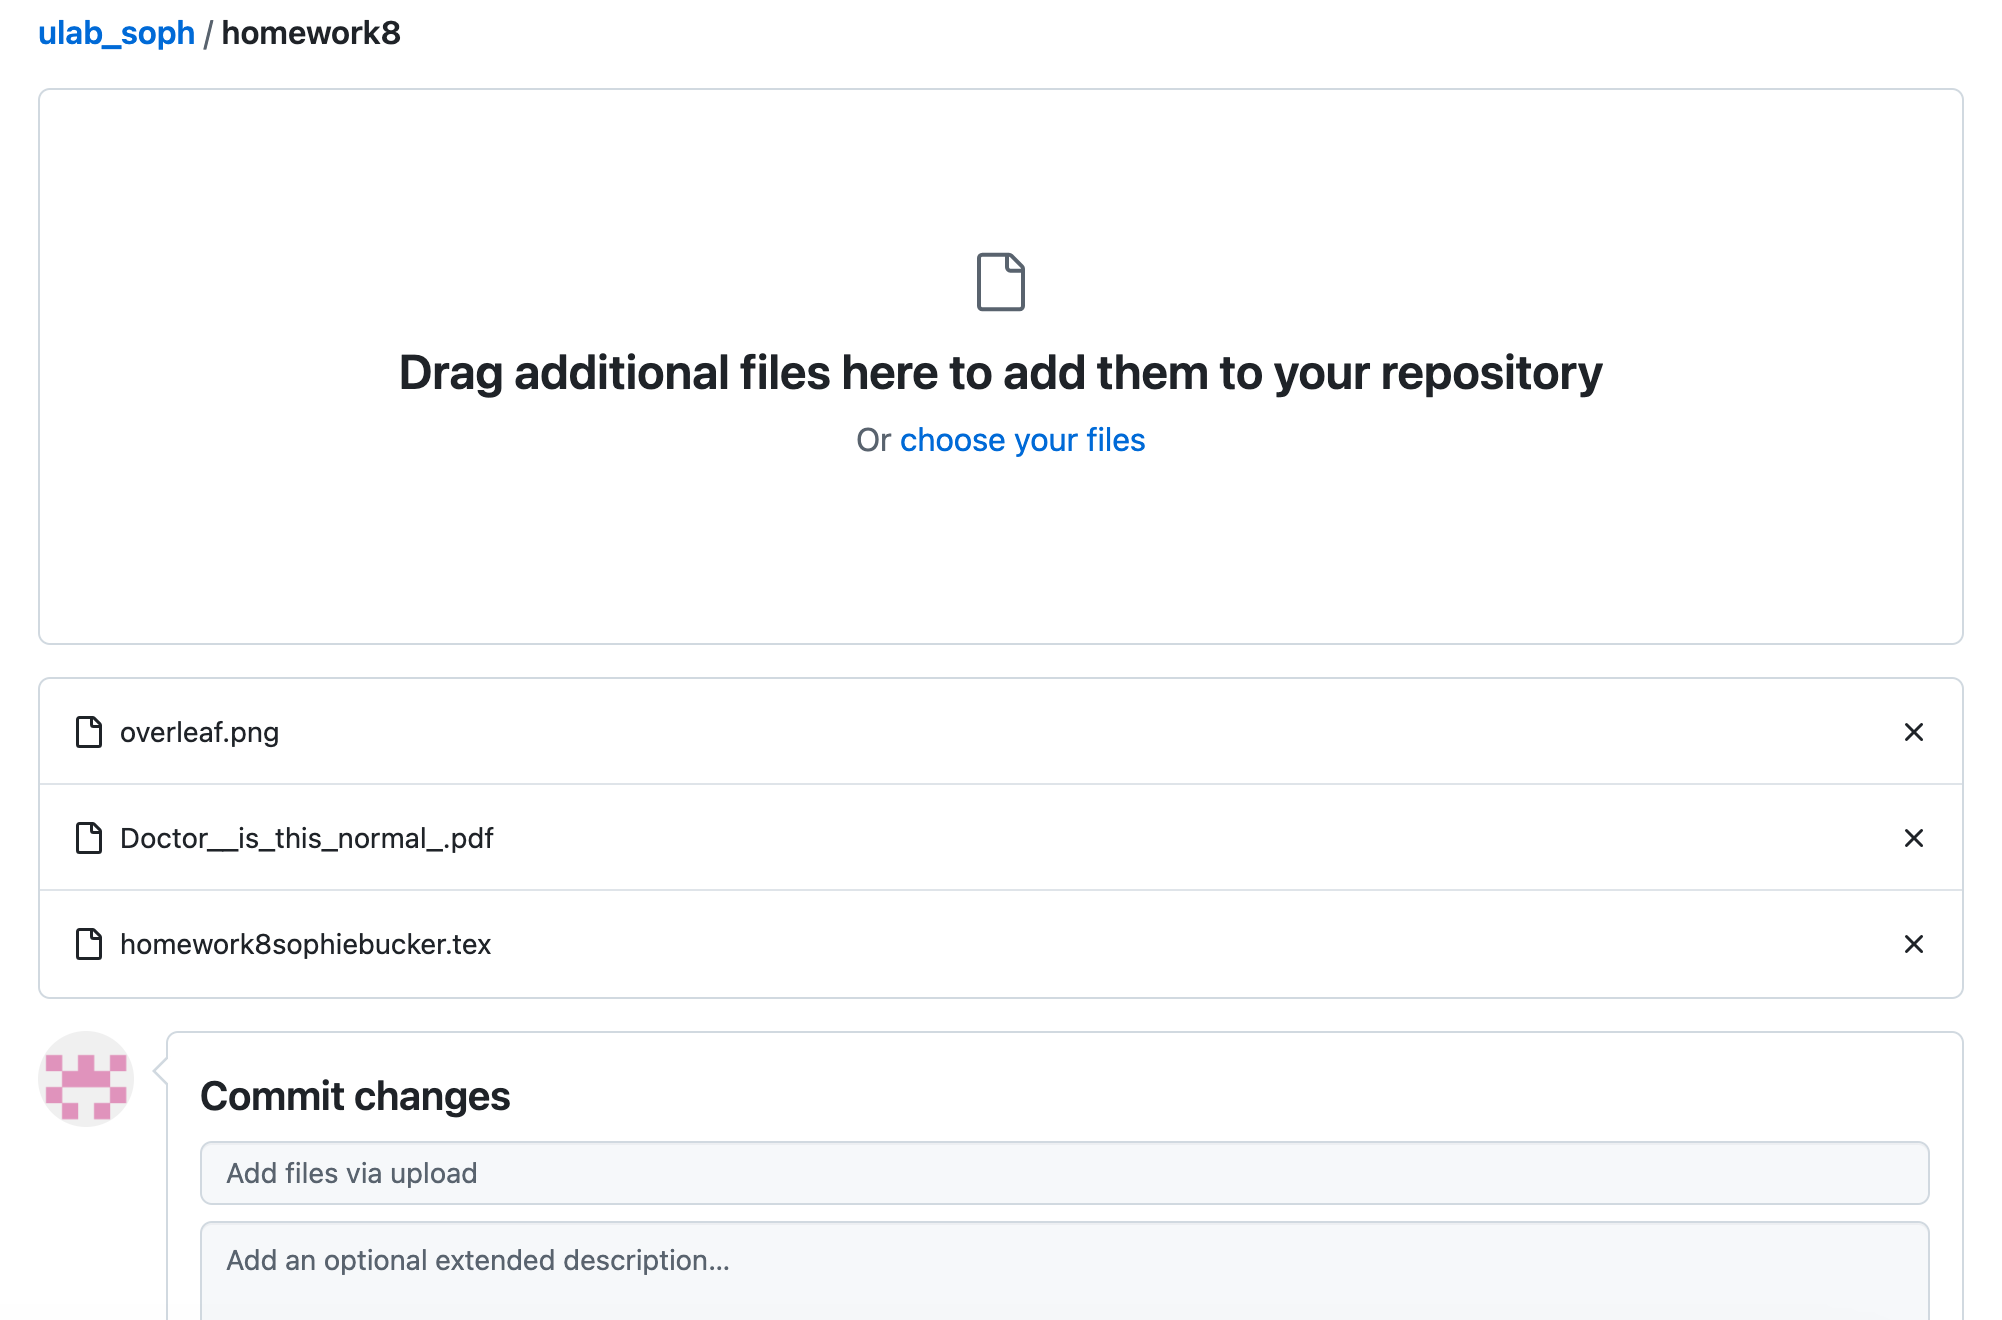 ulab_soph / homework8
Drag additional files here to add them to your repository
Or choose your files
overleaf.png
Doctor__is_this_normal_.pdf
homework8sophiebucker.tex
Commit changes
Add files via upload
Add an optional extended description...